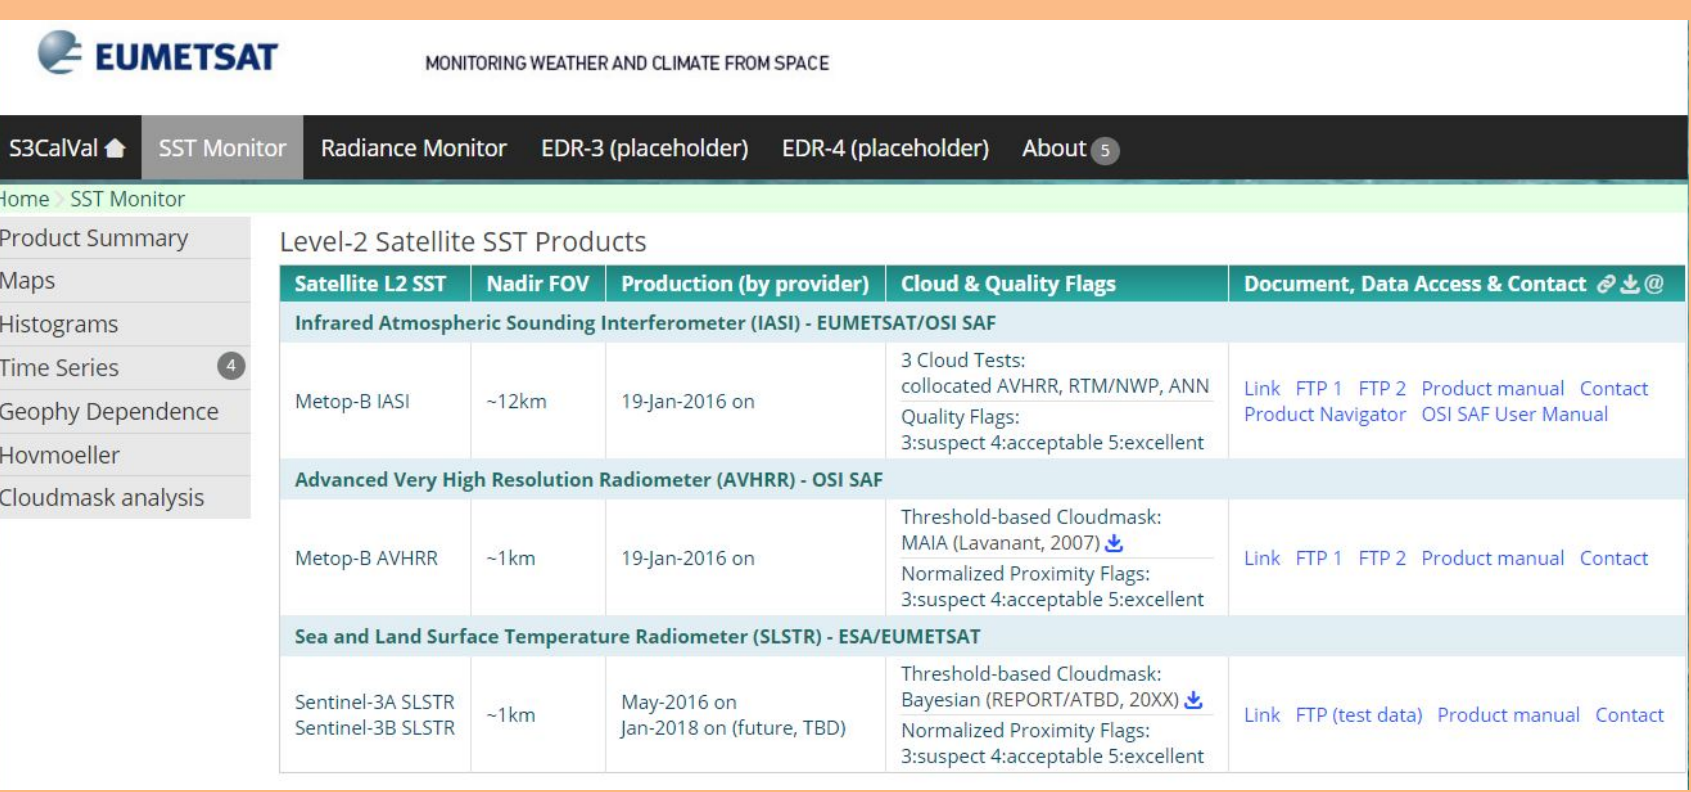 EUMETSAT
MONITORING WEATHER AND CLIMATE FROM SPACE
S3CalVal SST Monitor Radiance Monitor EDR-3 (placeholder) EDR-4 (placeholder) About 5
Home > SST Monitor
Product Summary
Maps
Histograms
Time Series 4
Geophy Dependence
Hovmoeller
Cloudmask analysis
Level-2 Satellite SST Products
Satellite L2 SST Nadir FOV Production (by provider) Cloud & Quality Flags Document, Data Access & Contact @
Infrared Atmospheric Sounding Interferometer (IASI) - EUMETSAT/OSI SAF
Metop-B IASI ~12km 19-Jan-2016 on
3 Cloud Tests:
collocated AVHRR, RTM/NWP, ANN
Quality Flags:
3:suspect 4:acceptable 5:excellent
Link FTP 1 FTP 2 Product manual Contact
Product Navigator OSI SAF User Manual
Advanced Very High Resolution Radiometer (AVHRR) - OSI SAF
Metop-B AVHRR ~1km 19-Jan-2016 on
Threshold-based Cloudmask:
MAIA (Lavanant, 2007)
Normalized Proximity Flags:
3:suspect 4:acceptable 5:excellent
Link FTP 1 FTP 2 Product manual Contact
Sea and Land Surface Temperature Radiometer (SLSTR) - ESA/EUMETSAT
Sentinel-3A SLSTR
Sentinel-3B SLSTR
~1km
May-2016 on
Jan-2018 on (future, TBD)
Threshold-based Cloudmask:
Bayesian (REPORT/ATBD, 20XX)
Normalized Proximity Flags:
3:suspect 4:acceptable 5:excellent
Link FTP (test data) Product manual Contact